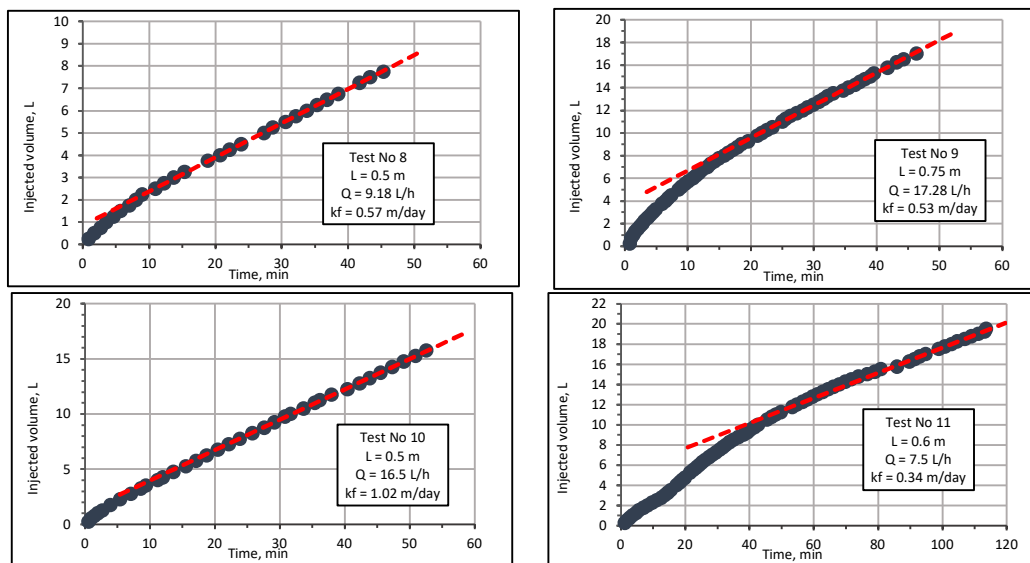 10
9
8
7
6
5
4
3
2
1
0
Injected volume, L
Test No 8
L = 0.5 m
Q = 9.18 L/h
kf = 0.57 m/day
0 10 20 30 40 50 60
Time, min
20
18
16
14
12
10
8
6
4
2
0
Injected volume, L
Test No 9
L = 0.75 m
Q = 17.28 L/h
kf = 0.53 m/day
0 10 20 30 40 50 60
Time, min
20
15
10
5
0
Injected volume, L
Test No 10
L = 0.5 m
Q = 16.5 L/h
kf = 1.02 m/day
0 10 20 30 40 50 60
Time, min
22
20
18
16
14
12
10
8
6
4
2
0
Injected volume, L
Test No 11
L = 0.6 m
Q = 7.5 L/h
kf = 0.34 m/day
0 20 40 60 80 100 120
Time, min